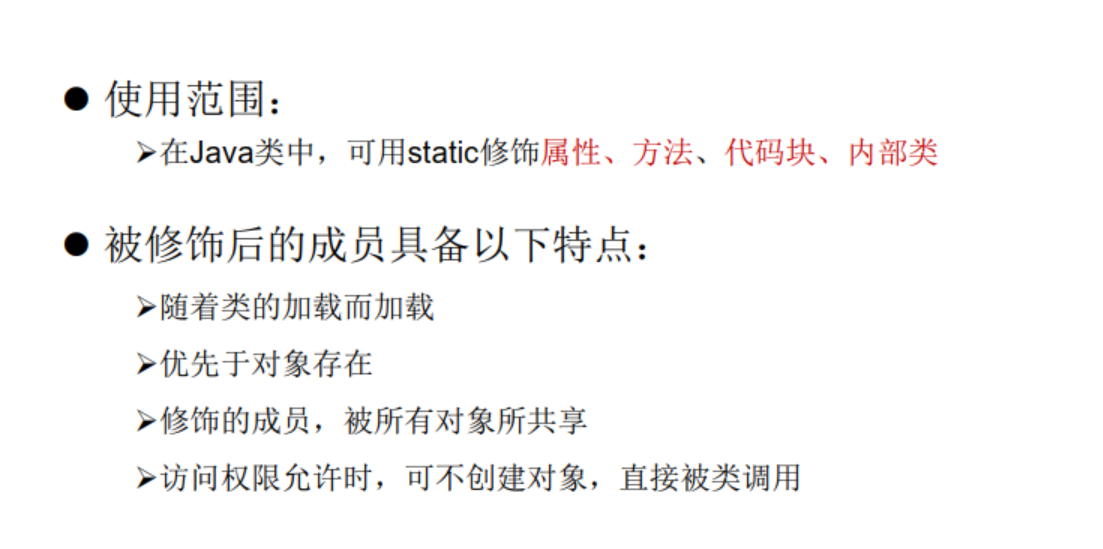 ● 使用范围：
➢在Java类中，可用static修饰属性、方法、代码块、内部类
● 被修饰后的成员具备以下特点：
➢随着类的加载而加载
➢优先于对象存在
➢修饰的成员，被所有对象所共享
➢访问权限允许时，可不创建对象，直接被类调用